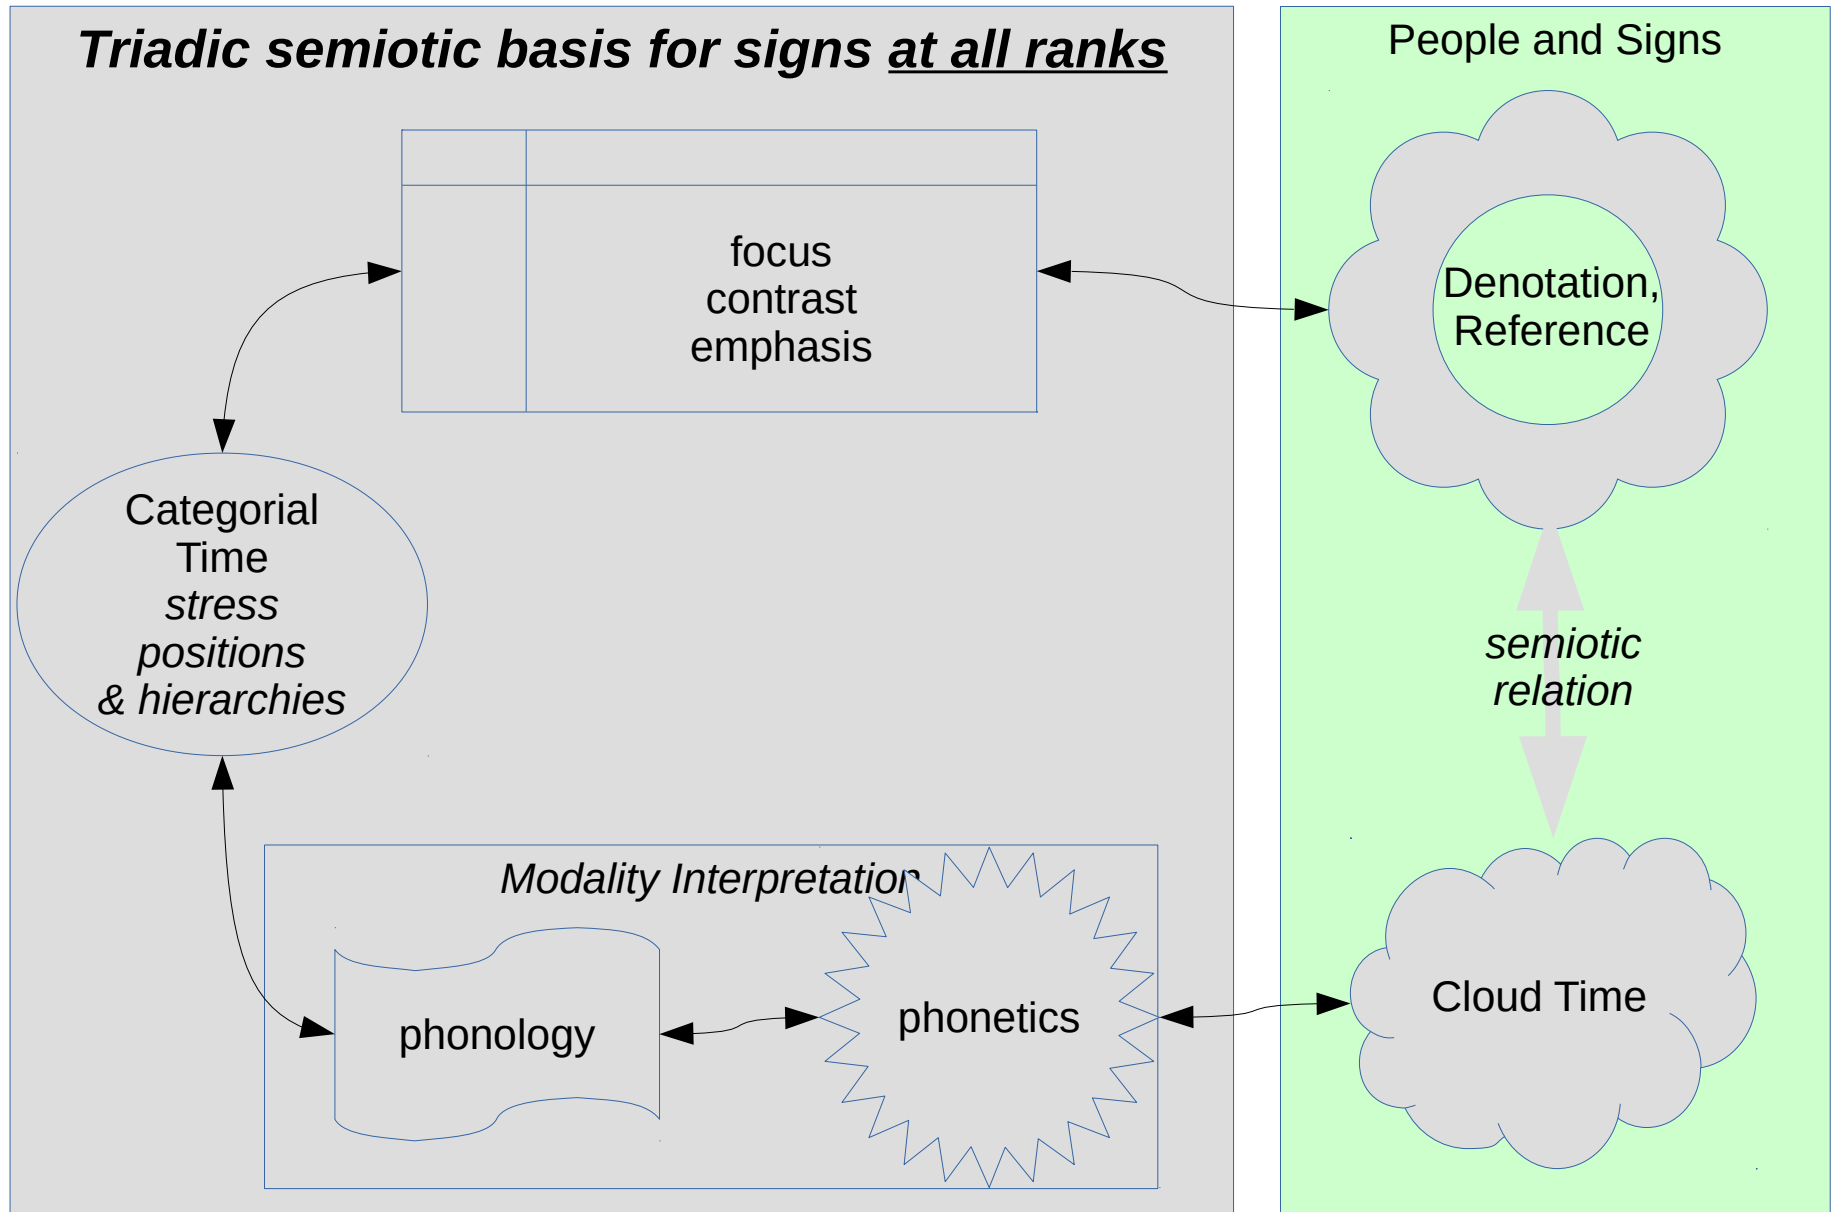 Triadic semiotic basis for signs at all ranks
focus
contrast
emphasis
Categorial
Time
stress
positions
& hierarchies
Modality Interpretation
phonology
phonetics
People and Signs
Denotation,
Reference
semiotic
relation
Cloud Time